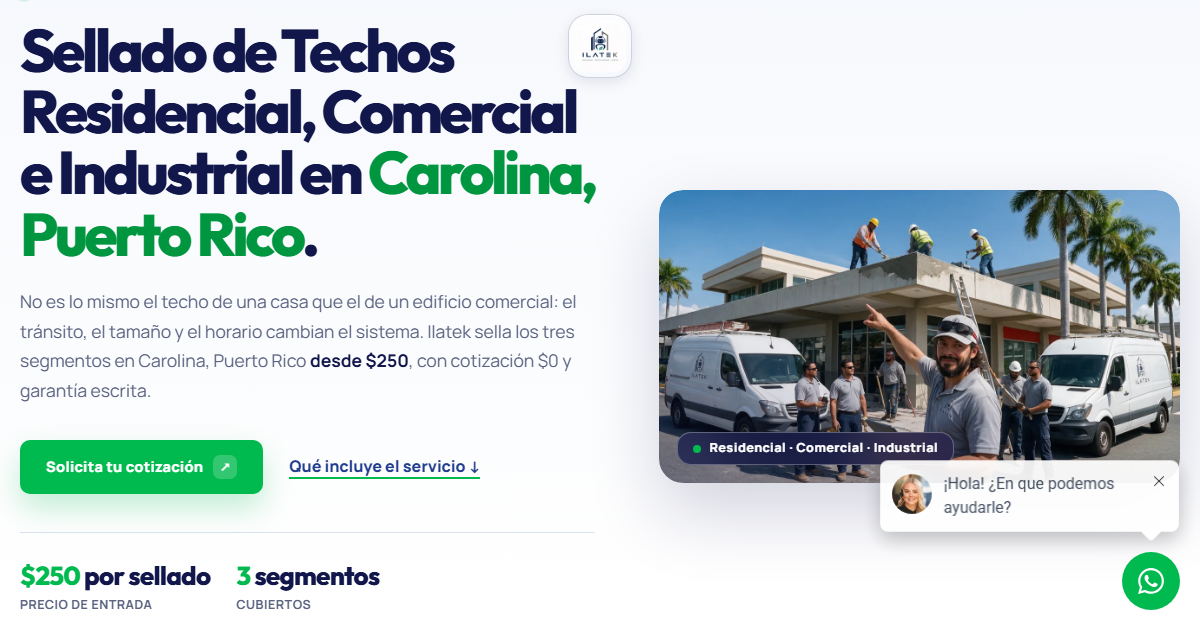 Sellado de Techos
Residencial, Comercial
e Industrial en Carolina,
Puerto Rico.
ILATEK
No es lo mismo el techo de una casa que el de un edificio comercial: el
tránsito, el tamaño y el horario cambian el sistema. Ilatek sella los tres
segmentos en Carolina, Puerto Rico desde $250, con cotización $0 y
garantía escrita.
Solicita tu cotización ↗
Qué incluye el servicio ↓
$250 por sellado
PRECIO DE ENTRADA
3 segmentos
CUBIERTOS
ILATEK
ILATEK
Residencial · Comercial · Industrial
¡Hola! ¿En que podemos
ayudarle?